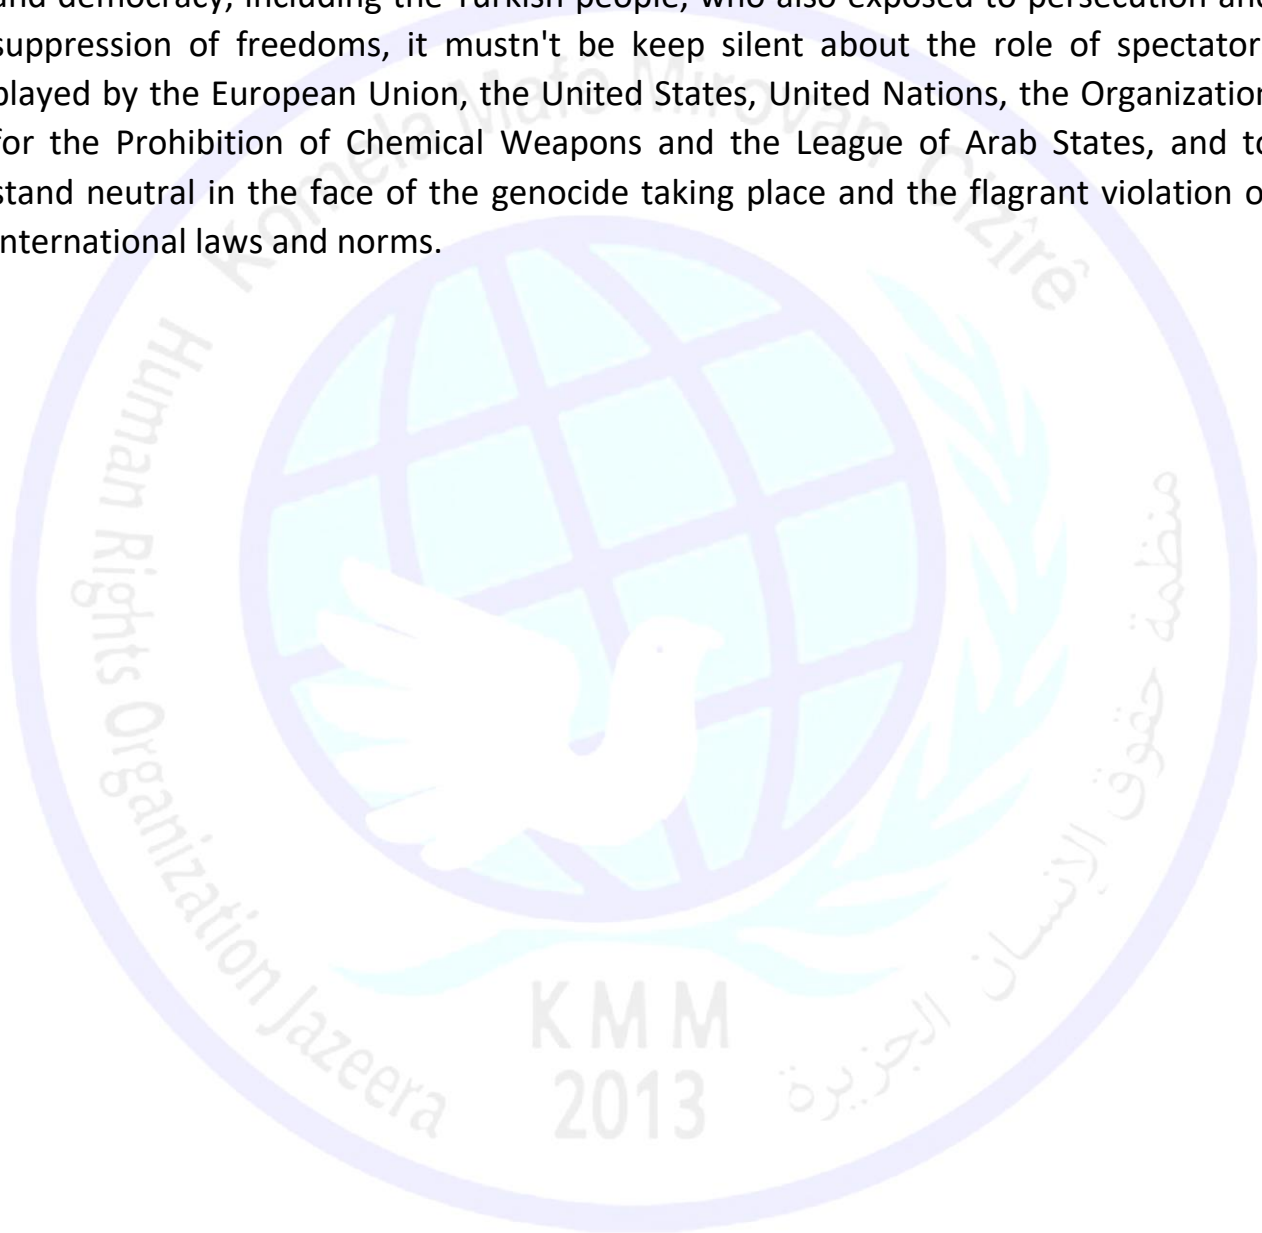 and democracy, including the Turkish people, who also exposed to persecution and
suppression of freedoms, it mustn't be keep silent about the role of spectator
played by the European Union, the United States, United Nations, the Organization
for the Prohibition of Chemical Weapons and the League of Arab States, and to
stand neutral in the face of the genocide taking place and the flagrant violation o
international laws and norms.
Komela Mafê Mirovan Cizîrê
Human Rights Organization Jazeera
منظمة حقوق الإنسان الجزيرة
KMM
2013